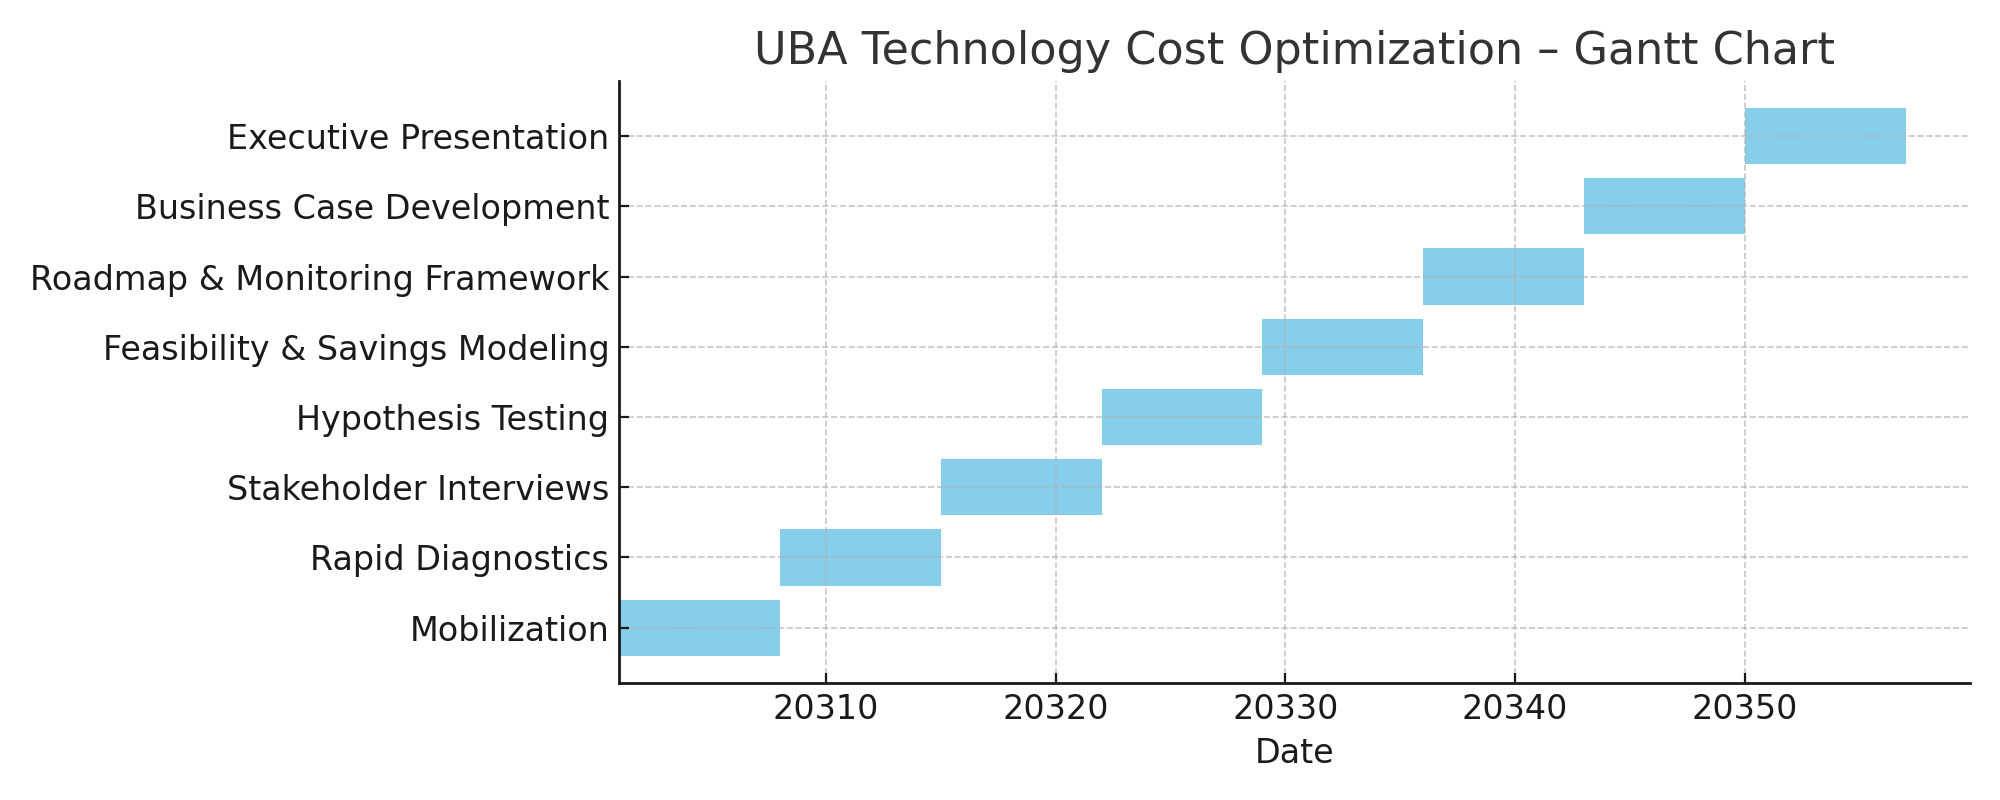 UBA Technology Cost Optimization – Gantt Chart
Executive Presentation
Business Case Development
Roadmap & Monitoring Framework
Feasibility & Savings Modeling
Hypothesis Testing
Stakeholder Interviews
Rapid Diagnostics
Mobilization
20310 20320 20330 20340 20350
Date